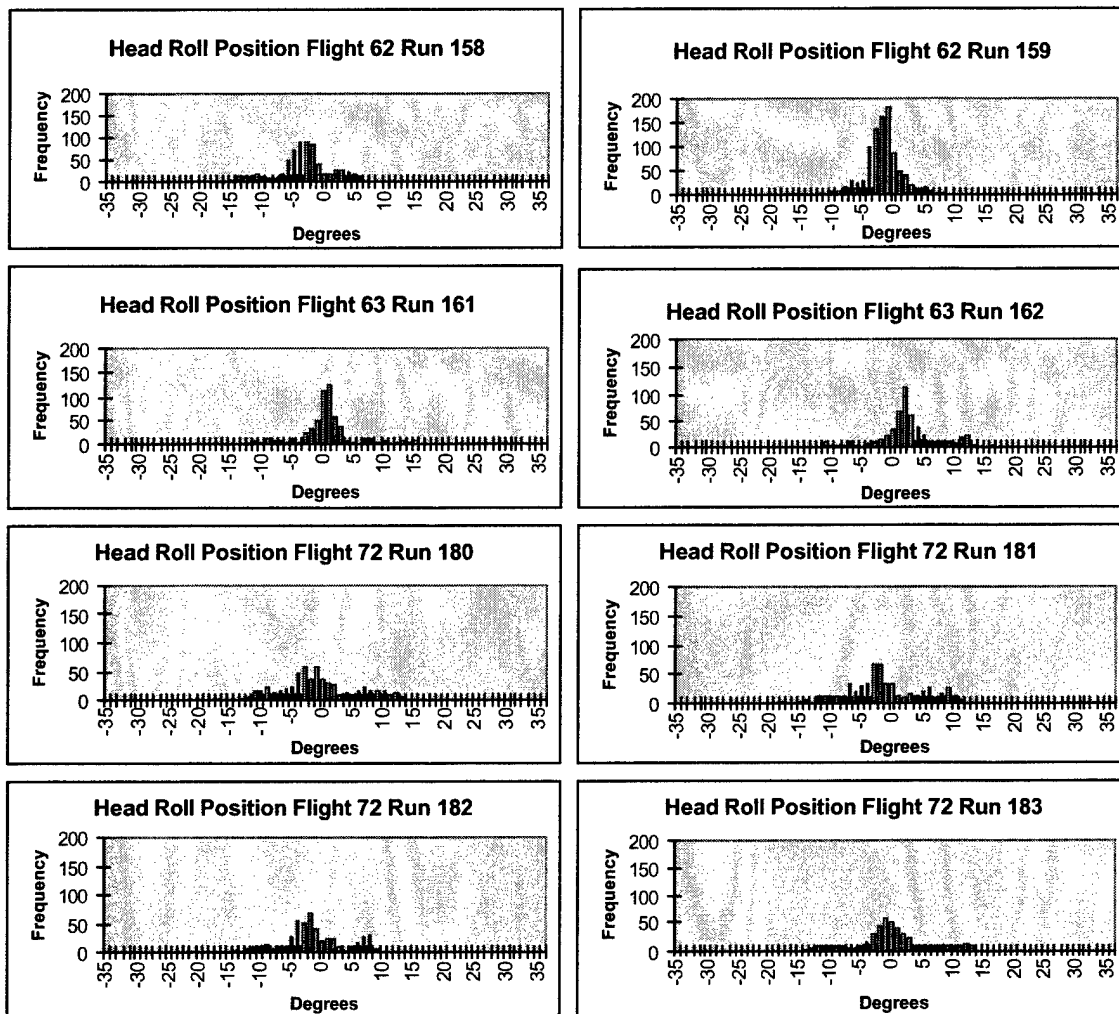 Head Roll Position Flight 62 Run 158
Frequency
200
150
100
50
0
-35 -30 -25 -20 -15 -10 -5 0 5 10 15 20 25 30 35
Degrees
Head Roll Position Flight 62 Run 159
Frequency
200
150
100
50
0
-35 -30 -25 -20 -15 -10 -5 0 5 10 15 20 25 30 35
Degrees
Head Roll Position Flight 63 Run 161
Frequency
200
150
100
50
0
-35 -30 -25 -20 -15 -10 -5 0 5 10 15 20 25 30 35
Degrees
Head Roll Position Flight 63 Run 162
Frequency
200
150
100
50
0
-35 -30 -25 -20 -15 -10 -5 0 5 10 15 20 25 30 35
Degrees
Head Roll Position Flight 72 Run 180
Frequency
200
150
100
50
0
-35 -30 -25 -20 -15 -10 -5 0 5 10 15 20 25 30 35
Degrees
Head Roll Position Flight 72 Run 181
Frequency
200
150
100
50
0
-35 -30 -25 -20 -15 -10 -5 0 5 10 15 20 25 30 35
Degrees
Head Roll Position Flight 72 Run 182
Frequency
200
150
100
50
0
-35 -30 -25 -20 -15 -10 -5 0 5 10 15 20 25 30 35
Degrees
Head Roll Position Flight 72 Run 183
Frequency
200
150
100
50
0
-35 -30 -25 -20 -15 -10 -5 0 5 10 15 20 25 30 35
Degrees